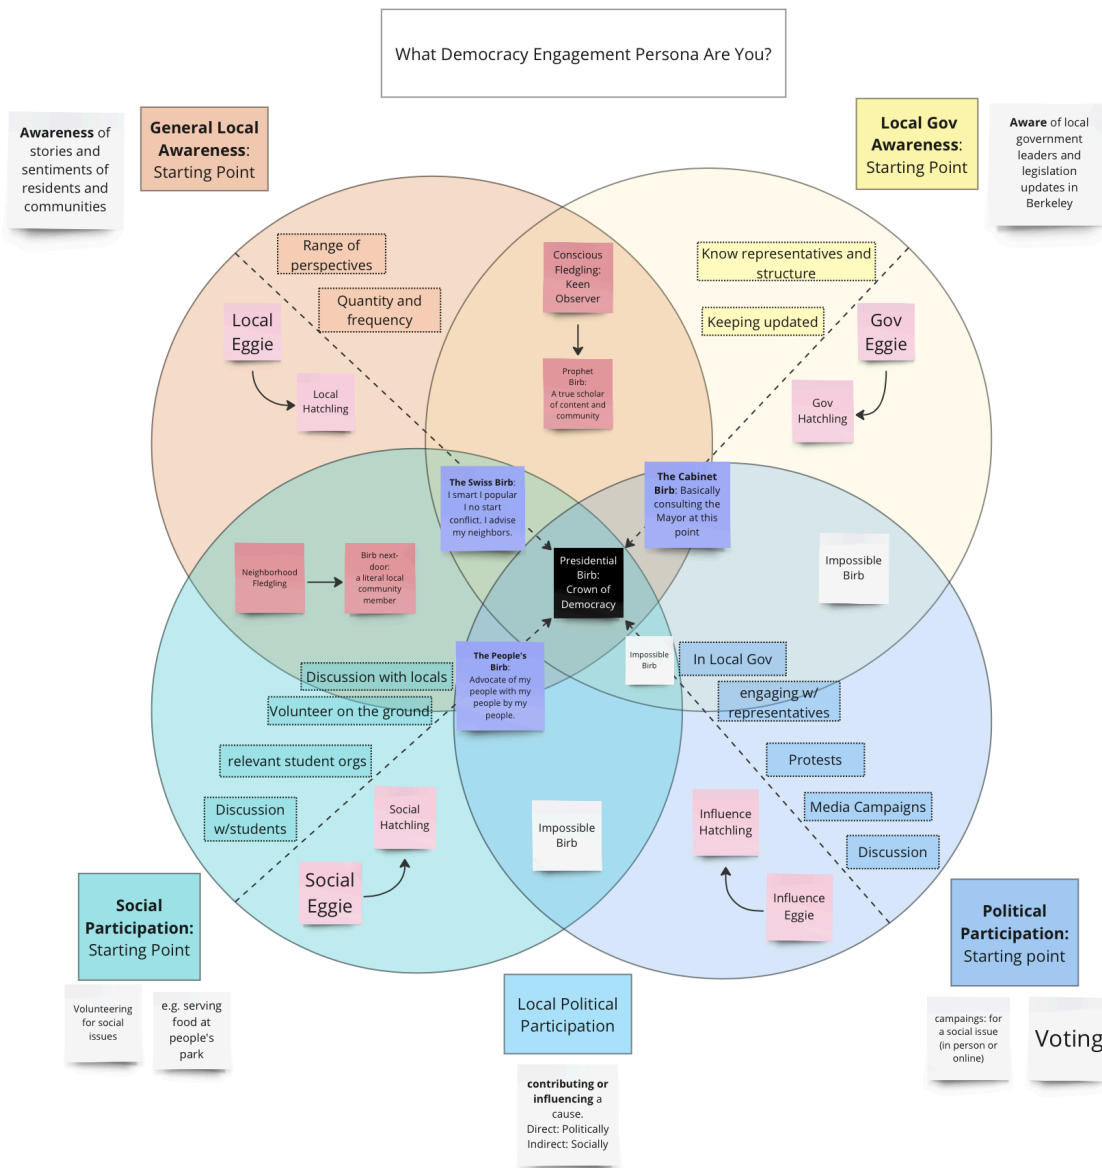 What Democracy Engagement Persona Are You?
Awareness of
stories and
sentiments of
residents and
communities
General Local
Awareness:
Starting Point
Local Gov
Awareness:
Starting Point
Aware of local
government
leaders and
legislation
updates in
Berkeley
Range of
perspectives
Quantity and
frequency
Local
Eggie
Local
Hatchling
Conscious
Fledgling:
Keen
Observer
Prophet
Birb:
A true scholar
of content and
community
Know representatives and
structure
Keeping updated
Gov
Eggie
Gov
Hatchling
The Swiss Birb:
I smart I popular
I no start
conflict. I advise
my neighbors.
The Cabinet
Birb: Basically
consulting the
Mayor at this
point
Neighborhood
Fledgling
Birb next-
door:
a literal local
community
member
Presidential
Birb:
Crown of
Democracy
Impossible
Birb
The People's
Birb:
Advocate of my
people with my
people by my
people.
Impossible
Birb
In Local Gov
engaging w/
representatives
Protests
Media Campaigns
Discussion
Discussion with locals
Volunteer on the ground
relevant student orgs
Discussion
w/students
Social
Hatchling
Social
Eggie
Impossible
Birb
Influence
Hatchling
Influence
Eggie
Social
Participation:
Starting Point
Volunteering
for social
issues
e.g. serving
food at
people's
park
Local Political
Participation
contributing or
influencing a
cause.
Direct: Politically
Indirect: Socially
Political
Participation:
Starting point
campaings: for
a social issue
(in person or
online)
Voting